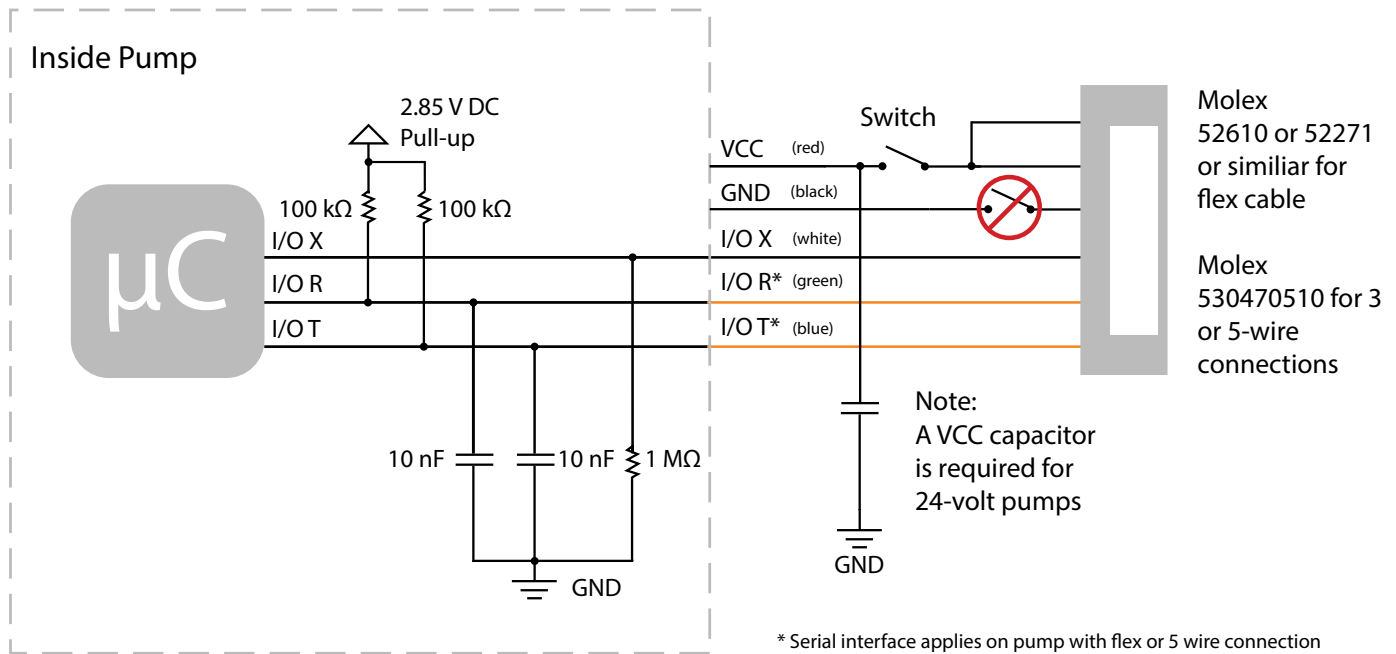 Inside Pump
2.85 V DC
Pull-up
100 kΩ
100 kΩ
µC
I/O X
I/O R
I/O T
10 nF
10 nF
1 MΩ
GND
VCC (red)
GND (black)
I/O X (white)
I/O R* (green)
I/O T* (blue)
Switch
Note:
A VCC capacitor
is required for
24-volt pumps
GND
Molex
52610 or 52271
or similiar for
flex cable
Molex
530470510 for 3
or 5-wire
connections
* Serial interface applies on pump with flex or 5 wire connection